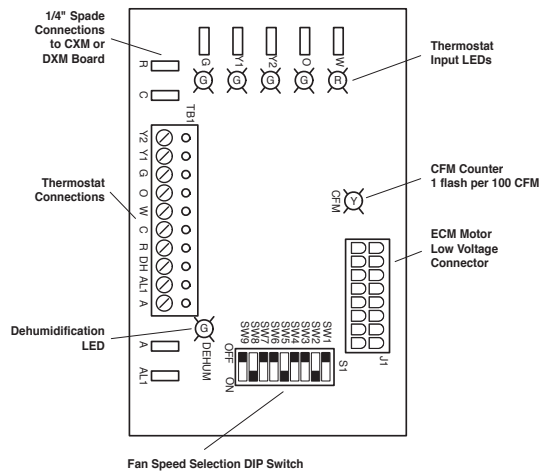 1/4" Spade
Connections
to CXM or
DXM Board
R
C
G
Y1
Y2
O
W
G
G
G
G
R
Thermostat
Input LEDs
TB1
Y2
Y1
G
O
W
C
R
DH
AL1
A
Thermostat
Connections
Y
CFM
CFM Counter
1 flash per 100 CFM
ECM Motor
Low Voltage
Connector
J1
Dehumidification
LED
G
DEHUM
A
AL1
SW9
SW8
SW7
SW6
SW5
SW4
SW3
SW2
SW1
OFF
ON
S1
Fan Speed Selection DIP Switch